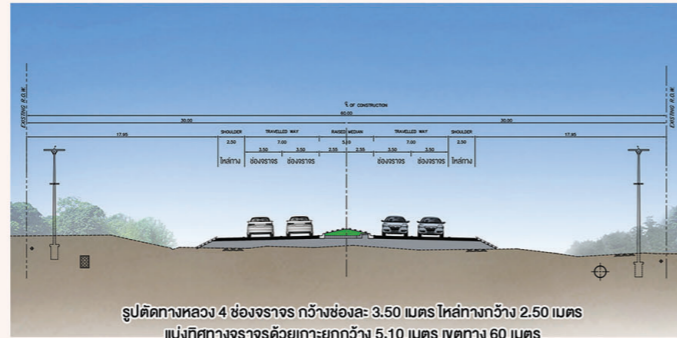 EXISTING R.O.W.
EXISTING R.O.W.
℄ OF CONSTRUCTION
60.00
30.00 30.00
17.95 SHOULDER TRAVELLED WAY RAISED MEDIAN TRAVELLED WAY SHOULDER 17.95
2.50 7.00 5.10 7.00 2.50
ไหล่ทาง 3.50 3.50 2.55 2.55 3.50 3.50 ไหล่ทาง
ช่องจราจร ช่องจราจร ช่องจราจร ช่องจราจร
รูปตัดทางหลวง 4 ช่องจราจร กว้างช่องละ 3.50 เมตร ไหล่ทางกว้าง 2.50 เมตร
แบ่งทิศทางจราจรด้วยเกาะยกกว้าง 5.10 เมตร เขตทาง 60 เมตร